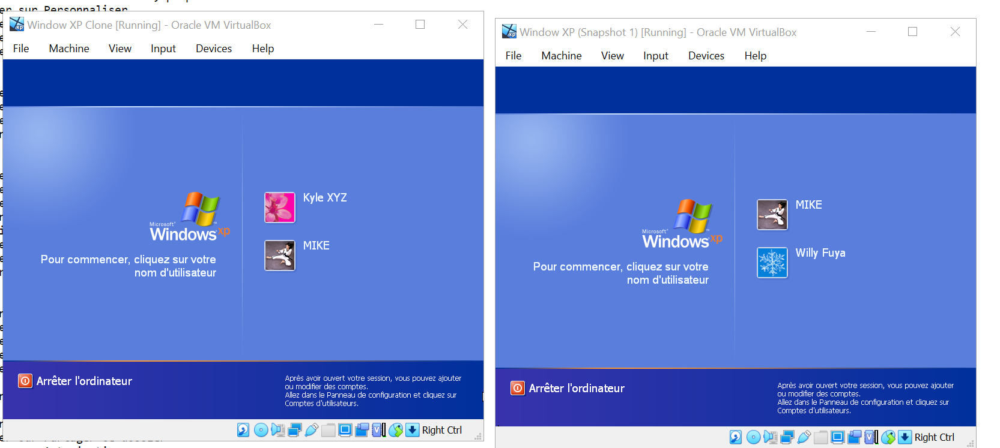 er sur Personnaliser
Window XP Clone [Running] - Oracle VM VirtualBox
File Machine View Input Devices Help
Kyle XYZ
MIKE
Microsoft®
Windows xp
Pour commencer, cliquez sur votre
nom d'utilisateur
Arrêter l'ordinateur
Après avoir ouvert votre session, vous pouvez ajouter
ou modifier des comptes.
Allez dans le Panneau de configuration et cliquez sur
Comptes d'utilisateurs.
Right Ctrl
Window XP (Snapshot 1) [Running] - Oracle VM VirtualBox
File Machine View Input Devices Help
MIKE
Willy Fuya
Microsoft®
Windows xp
Pour commencer, cliquez sur votre
nom d'utilisateur
Arrêter l'ordinateur
Après avoir ouvert votre session, vous pouvez ajouter
ou modifier des comptes.
Allez dans le Panneau de configuration et cliquez sur
Comptes d'utilisateurs.
Right Ctrl